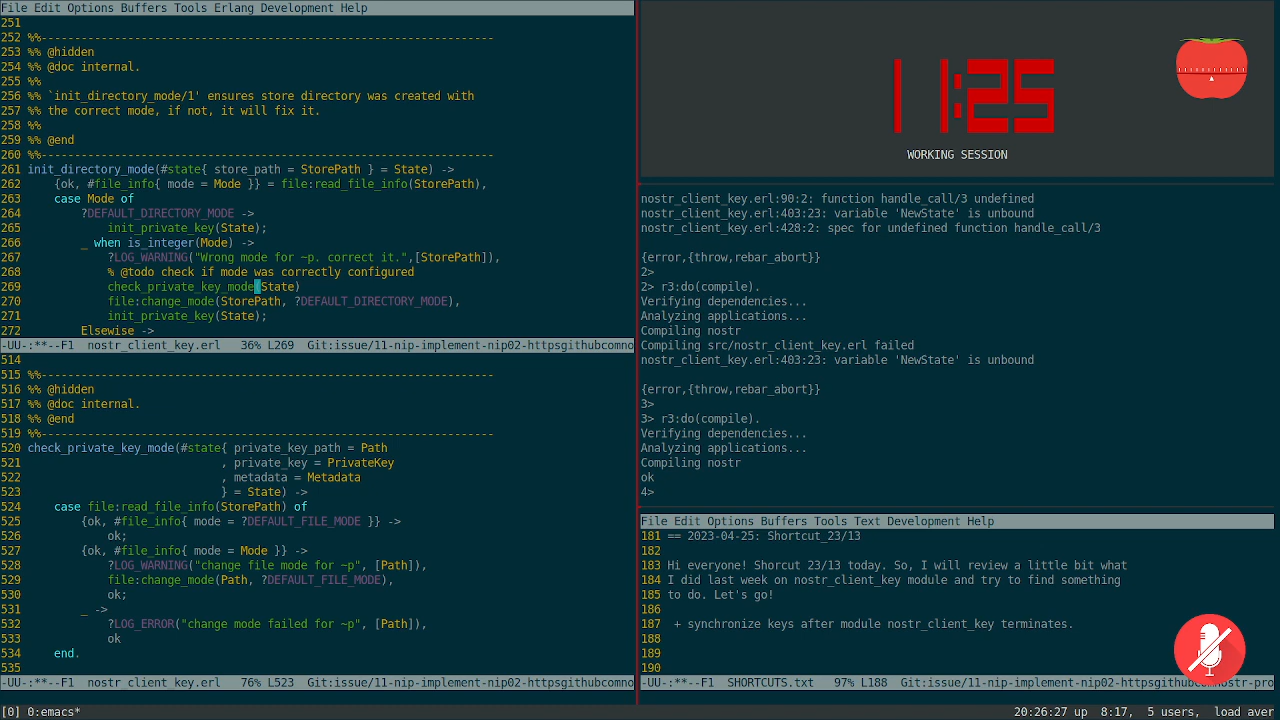 File Edit Options Buffers Tools Erlang Development Help
251
252 %%--------------------------------------------------------------------
253 %% @hidden
254 %% @doc internal.
255 %%
256 %% `init_directory_mode/1' ensures store directory was created with
257 %% the correct mode, if not, it will fix it.
258 %%
259 %% @end
260 %%--------------------------------------------------------------------
261 init_directory_mode(#state{ store_path = StorePath } = State) ->
262     {ok, #file_info{ mode = Mode }} = file:read_file_info(StorePath),
263     case Mode of
264         ?DEFAULT_DIRECTORY_MODE ->
265             init_private_key(State);
266         _ when is_integer(Mode) ->
267             ?LOG_WARNING("Wrong mode for ~p. correct it.",[StorePath]),
268             % @todo check if mode was correctly configured
269             check_private_key_mode(State)
270             file:change_mode(StorePath, ?DEFAULT_DIRECTORY_MODE),
271             init_private_key(State);
272         Elsewise ->
-UU-:**--F1  nostr_client_key.erl   36% L269  Git:issue/11-nip-implement-nip02-httpsgithubcomno
514
515 %%--------------------------------------------------------------------
516 %% @hidden
517 %% @doc internal.
518 %% @end
519 %%--------------------------------------------------------------------
520 check_private_key_mode(#state{ private_key_path = Path
521                              , private_key = PrivateKey
522                              , metadata = Metadata
523                              } = State) ->
524     case file:read_file_info(StorePath) of
525         {ok, #file_info{ mode = ?DEFAULT_FILE_MODE }} ->
526             ok;
527         {ok, #file_info{ mode = Mode }} ->
528             ?LOG_WARNING("change file mode for ~p", [Path]),
529             file:change_mode(Path, ?DEFAULT_FILE_MODE),
530             ok;
531         _ ->
532             ?LOG_ERROR("change mode failed for ~p", [Path]),
533             ok
534     end.
535
-UU-:**--F1  nostr_client_key.erl   76% L523  Git:issue/11-nip-implement-nip02-httpsgithubcomno
11:25
WORKING SESSION
nostr_client_key.erl:90:2: function handle_call/3 undefined
nostr_client_key.erl:403:23: variable 'NewState' is unbound
nostr_client_key.erl:428:2: spec for undefined function handle_call/3
{error,{throw,rebar_abort}}
2>
2> r3:do(compile).
Verifying dependencies...
Analyzing applications...
Compiling nostr
Compiling src/nostr_client_key.erl failed
nostr_client_key.erl:403:23: variable 'NewState' is unbound
{error,{throw,rebar_abort}}
3>
3> r3:do(compile).
Verifying dependencies...
Analyzing applications...
Compiling nostr
ok
4>
File Edit Options Buffers Tools Text Development Help
181 == 2023-04-25: Shortcut_23/13
182
183 Hi everyone! Shorcut 23/13 today. So, I will review a little bit what
184 I did last week on nostr_client_key module and try to find something
185 to do. Let's go!
186
187  + synchronize keys after module nostr_client_key terminates.
188
189
190
-UU-:**--F1  SHORTCUTS.txt   97% L188  Git:issue/11-nip-implement-nip02-httpsgithubcomnostr-pro
[0] 0:emacs*
20:26:27 up  8:17,  5 users,  load aver